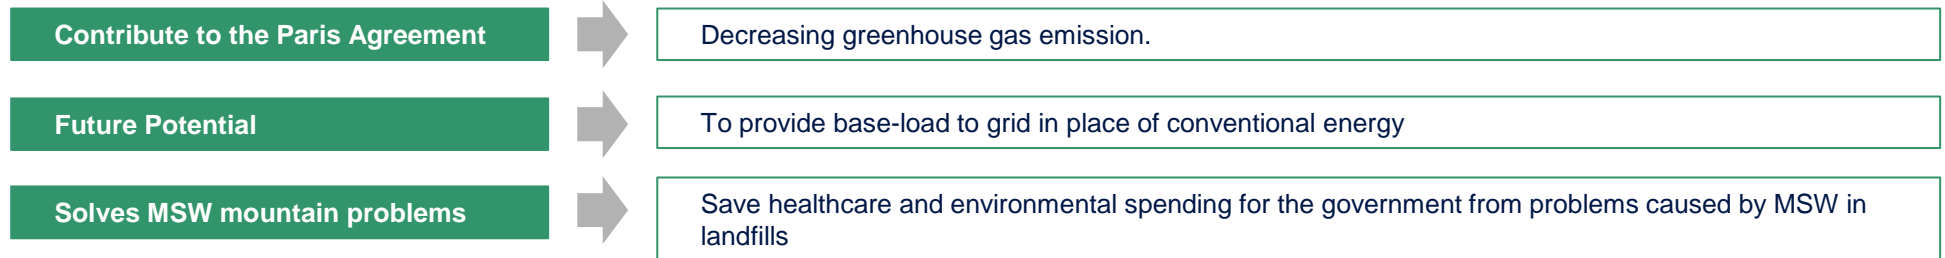 Contribute to the Paris Agreement
Decreasing greenhouse gas emission.
Future Potential
To provide base-load to grid in place of conventional energy
Solves MSW mountain problems
Save healthcare and environmental spending for the government from problems caused by MSW in
landfills